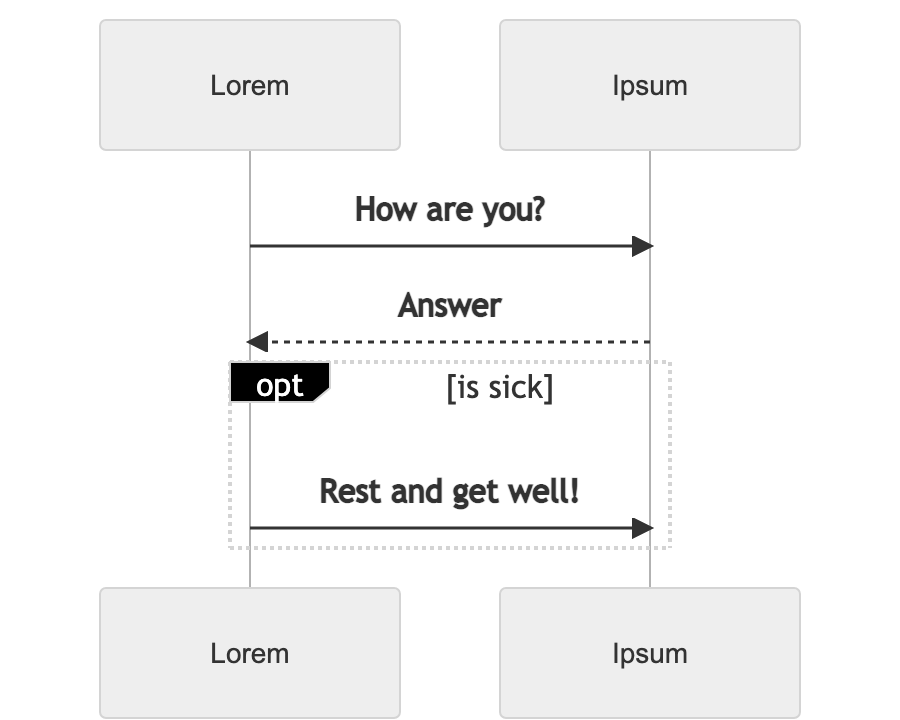 Lorem
Ipsum
How are you?
Answer
opt
[is sick]
Rest and get well!
Lorem
Ipsum